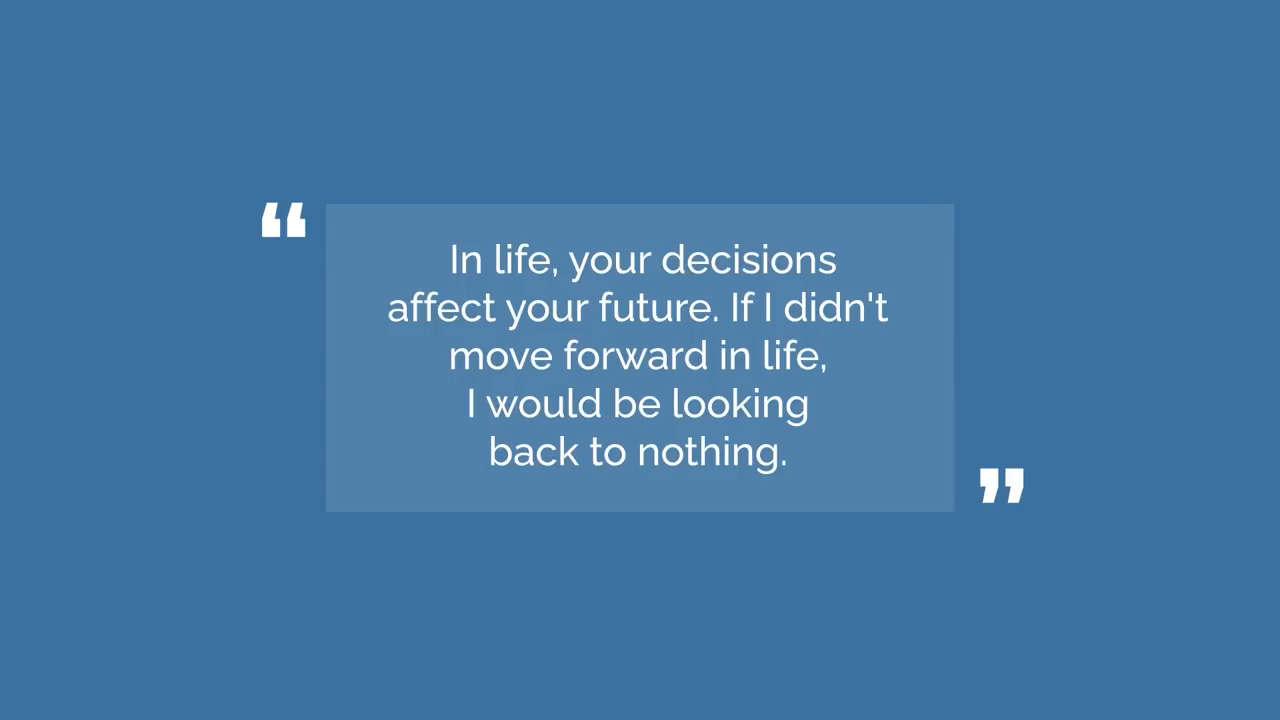 “
In life, your decisions
affect your future. If I didn't
move forward in life,
I would be looking
back to nothing.
”